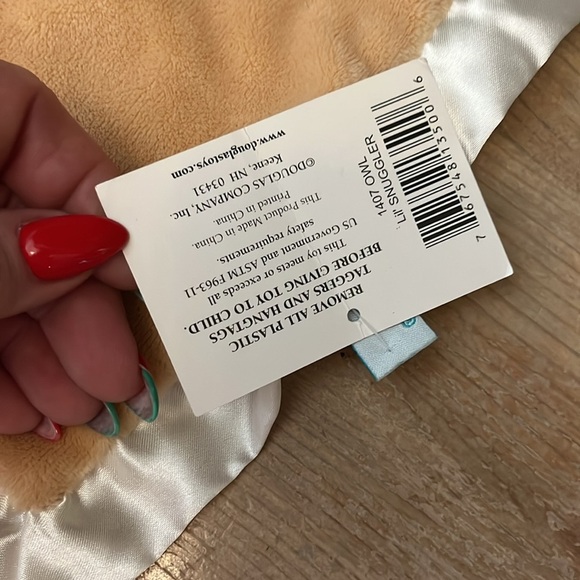 REMOVE ALL PLASTIC
TAGGERS AND HANGTAGS
BEFORE GIVING TOY TO CHILD.
This toy meets or exceeds all
US Government and ASTM F963-11
safety requirements.
This Product Made in China.
Printed in China.
©DOUGLAS COMPANY, Inc.
Keene, NH 03431
www.douglastoys.com
1407 OWL
'Lil' SNUGGLER
7 67548 13500 6